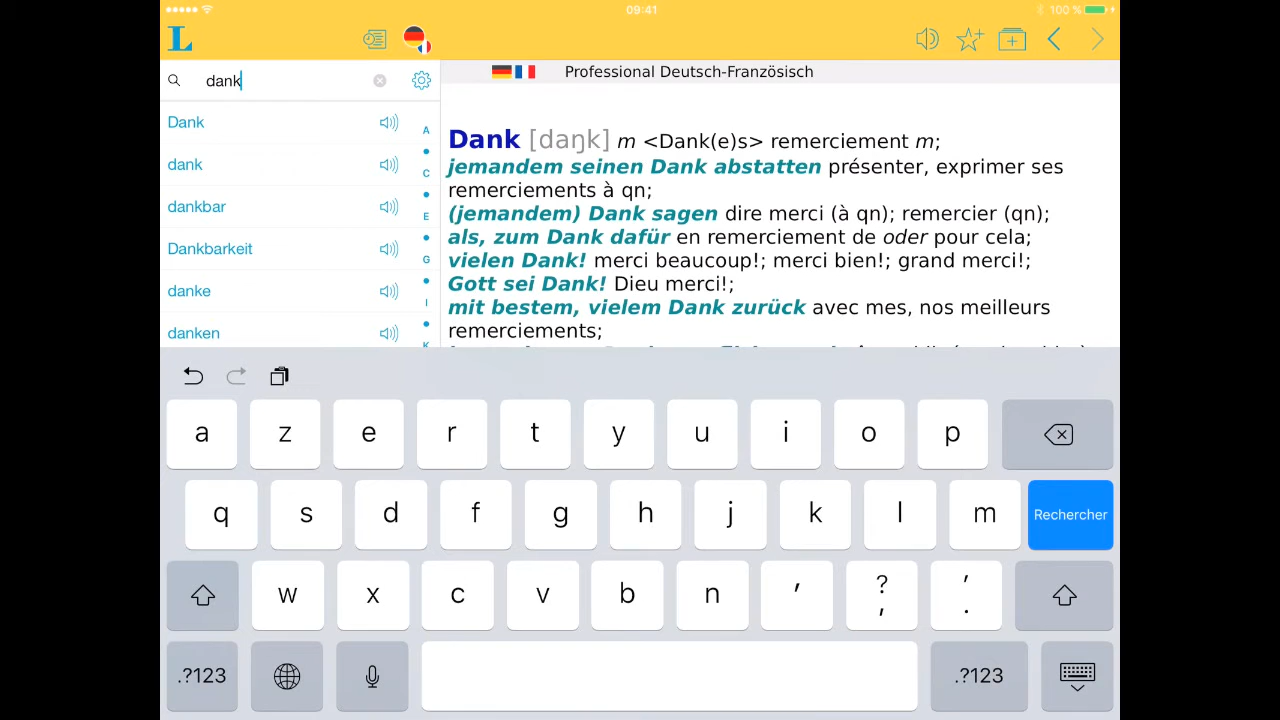 09:41
100 %
L
dank
Professional Deutsch-Französisch
Dank
dank
dankbar
Dankbarkeit
danke
danken
A
C
E
G
I
K
Dank [daŋk] m <Dank(e)s> remerciement m;
jemandem seinen Dank abstatten présenter, exprimer ses
remerciements à qn;
(jemandem) Dank sagen dire merci (à qn); remercier (qn);
als, zum Dank dafür en remerciement de oder pour cela;
vielen Dank! merci beaucoup!; merci bien!; grand merci!;
Gott sei Dank! Dieu merci!;
mit bestem, vielem Dank zurück avec mes, nos meilleurs
remerciements;
a z e r t y u i o p
q s d f g h j k l m Rechercher
w x c v b n ' ? , ' .
.?123 .?123